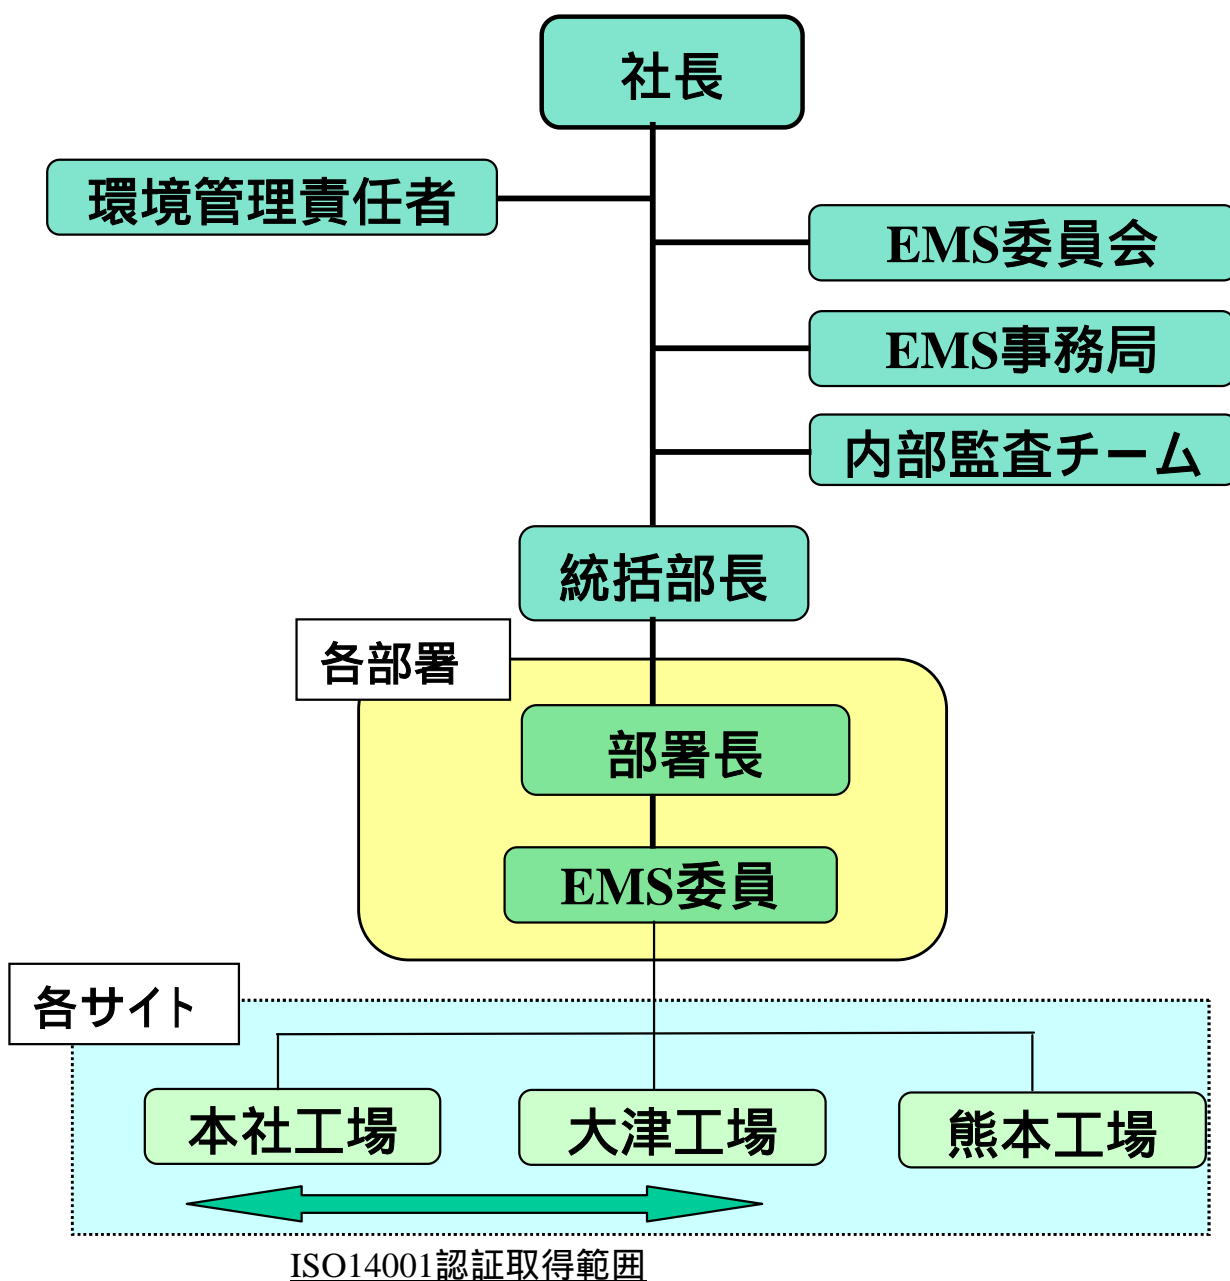 社長
環境管理責任者
EMS委員会
EMS事務局
内部監査チーム
統括部長
各部署
部署長
EMS委員
各サイト
本社工場
大津工場
熊本工場
ISO14001認証取得範囲